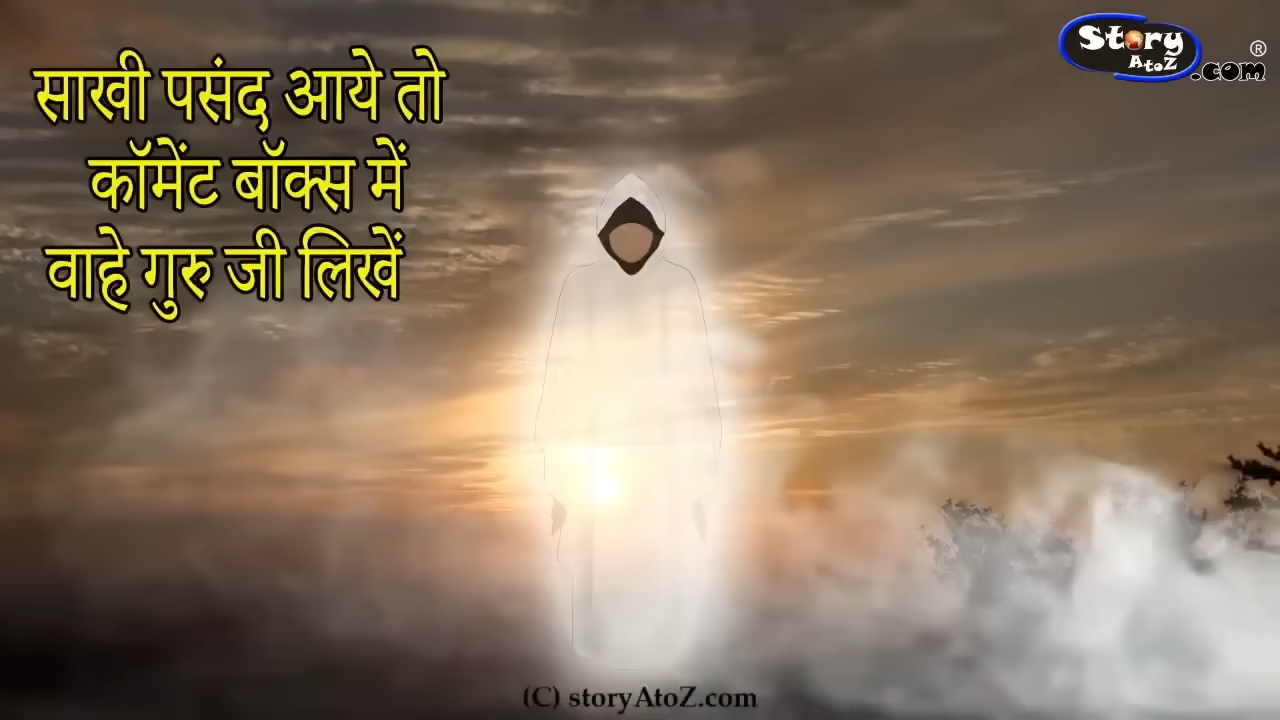 साखी पसंद आये तो
कॉमेंट बॉक्स में
वाहे गुरु जी लिखें
Story
AtoZ
.com
®
(C) storyAtoZ.com